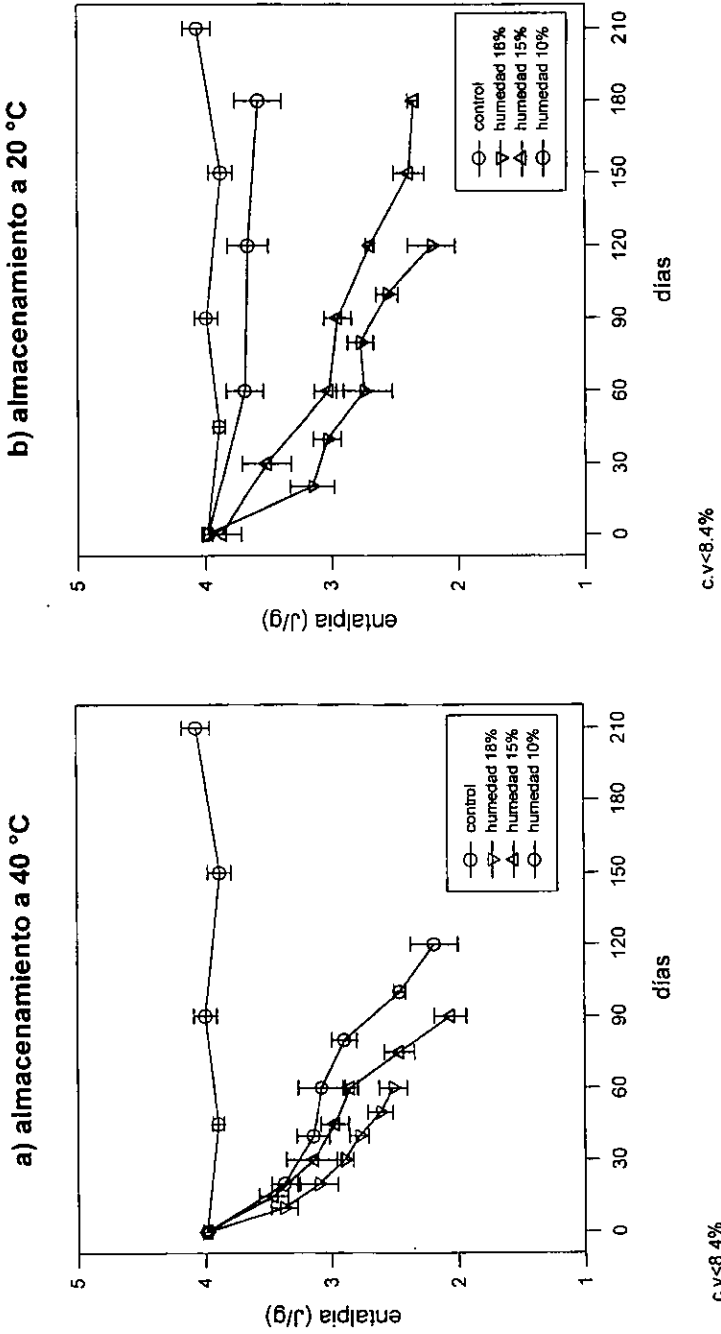 a) almacenamiento a 40 °C
entalpia (J/g)
5
4
3
2
1
control
humedad 18%
humedad 15%
humedad 10%
0
30
60
90
120
150
180
210
días
c.v<8.4%
b) almacenamiento a 20 °C
entalpia (J/g)
5
4
3
2
1
control
humedad 18%
humedad 15%
humedad 10%
0
30
60
90
120
150
180
210
días
c.v<8.4%